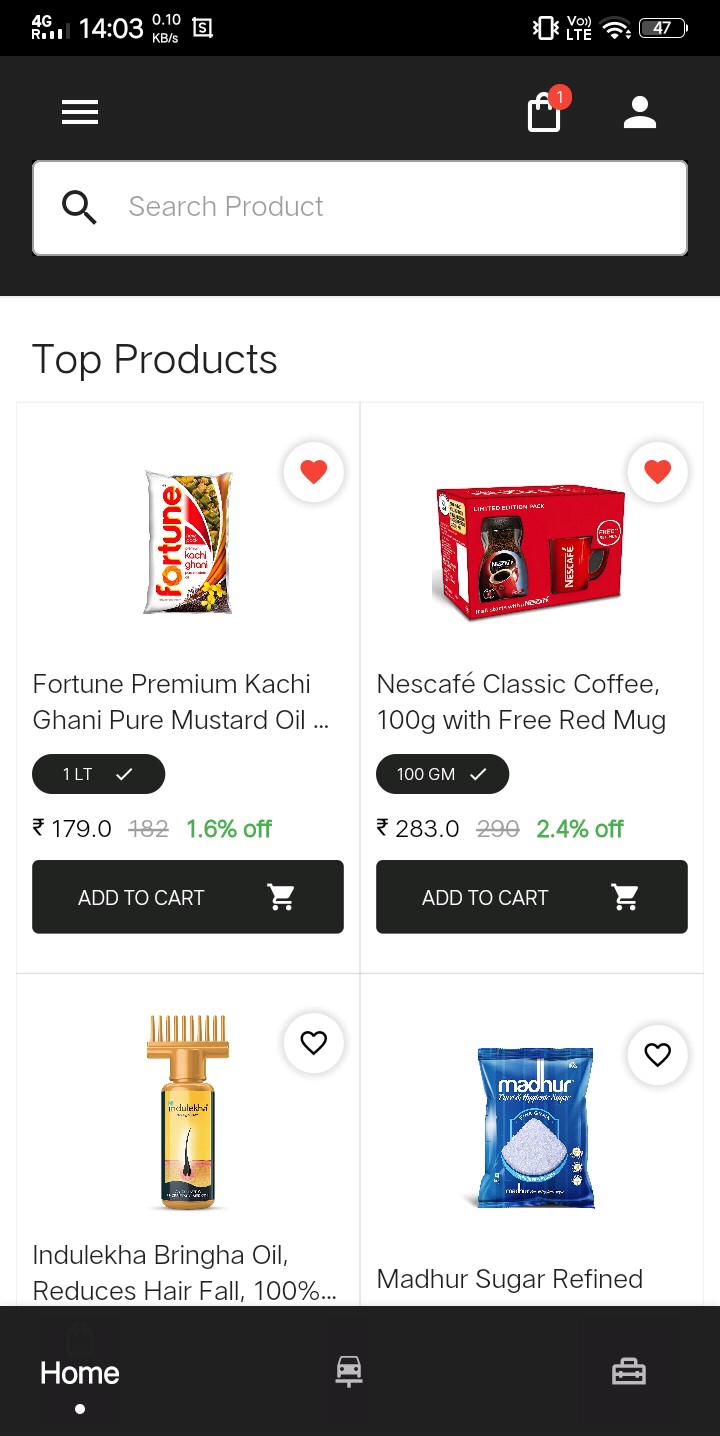 4G
R
14:03
0.10
KB/s
S
Vo))
LTE
47
1
Search Product
Top Products
fortune
kachi
ghani
LIMITED EDITION PACK
NESCAFÉ
Fortune Premium Kachi
Ghani Pure Mustard Oil ...
Nescafé Classic Coffee,
100g with Free Red Mug
1 LT
100 GM
₹ 179.0 182 1.6% off
₹ 283.0 290 2.4% off
ADD TO CART
ADD TO CART
indulekha
madhur
Pure & Hygienic Sugar
Indulekha Bringha Oil,
Reduces Hair Fall, 100%...
Madhur Sugar Refined
Home